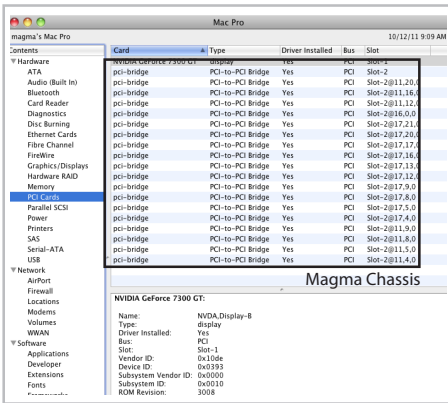 Mac Pro
magma's Mac Pro 10/12/11 9:09 AM
Contents Card Type Driver Installed Bus Slot
Hardware NVIDIA GeForce 7300 GT display Yes PCI Slot-1
ATA pci-bridge PCI-to-PCI Bridge Yes PCI Slot-2
Audio (Built In) pci-bridge PCI-to-PCI Bridge Yes PCI Slot-2@11,20,0
Bluetooth pci-bridge PCI-to-PCI Bridge Yes PCI Slot-2@11,16,0
Card Reader pci-bridge PCI-to-PCI Bridge Yes PCI Slot-2@11,12,0
Diagnostics pci-bridge PCI-to-PCI Bridge Yes PCI Slot-2@16,0,0
Disc Burning pci-bridge PCI-to-PCI Bridge Yes PCI Slot-2@17,21,0
Ethernet Cards pci-bridge PCI-to-PCI Bridge Yes PCI Slot-2@17,20,0
Fibre Channel pci-bridge PCI-to-PCI Bridge Yes PCI Slot-2@17,17,0
FireWire pci-bridge PCI-to-PCI Bridge Yes PCI Slot-2@17,16,0
Graphics/Displays pci-bridge PCI-to-PCI Bridge Yes PCI Slot-2@17,13,0
Hardware RAID pci-bridge PCI-to-PCI Bridge Yes PCI Slot-2@17,12,0
Memory pci-bridge PCI-to-PCI Bridge Yes PCI Slot-2@17,9,0
PCI Cards pci-bridge PCI-to-PCI Bridge Yes PCI Slot-2@17,8,0
Parallel SCSI pci-bridge PCI-to-PCI Bridge Yes PCI Slot-2@17,5,0
Power pci-bridge PCI-to-PCI Bridge Yes PCI Slot-2@17,4,0
Printers pci-bridge PCI-to-PCI Bridge Yes PCI Slot-2@11,9,0
SAS pci-bridge PCI-to-PCI Bridge Yes PCI Slot-2@11,8,0
Serial-ATA pci-bridge PCI-to-PCI Bridge Yes PCI Slot-2@11,5,0
USB pci-bridge PCI-to-PCI Bridge Yes PCI Slot-2@11,4,0
Network
AirPort
Firewall
Locations
Modems
Volumes
WWAN
Software
Applications
Developer
Extensions
Fonts
Frameworks
Magma Chassis
NVIDIA GeForce 7300 GT:
Name: NVDA,Display-B
Type: display
Driver Installed: Yes
Bus: PCI
Slot: Slot-1
Vendor ID: 0x10de
Device ID: 0x0393
Subsystem Vendor ID: 0x0000
Subsystem ID: 0x0010
ROM Revision: 3008